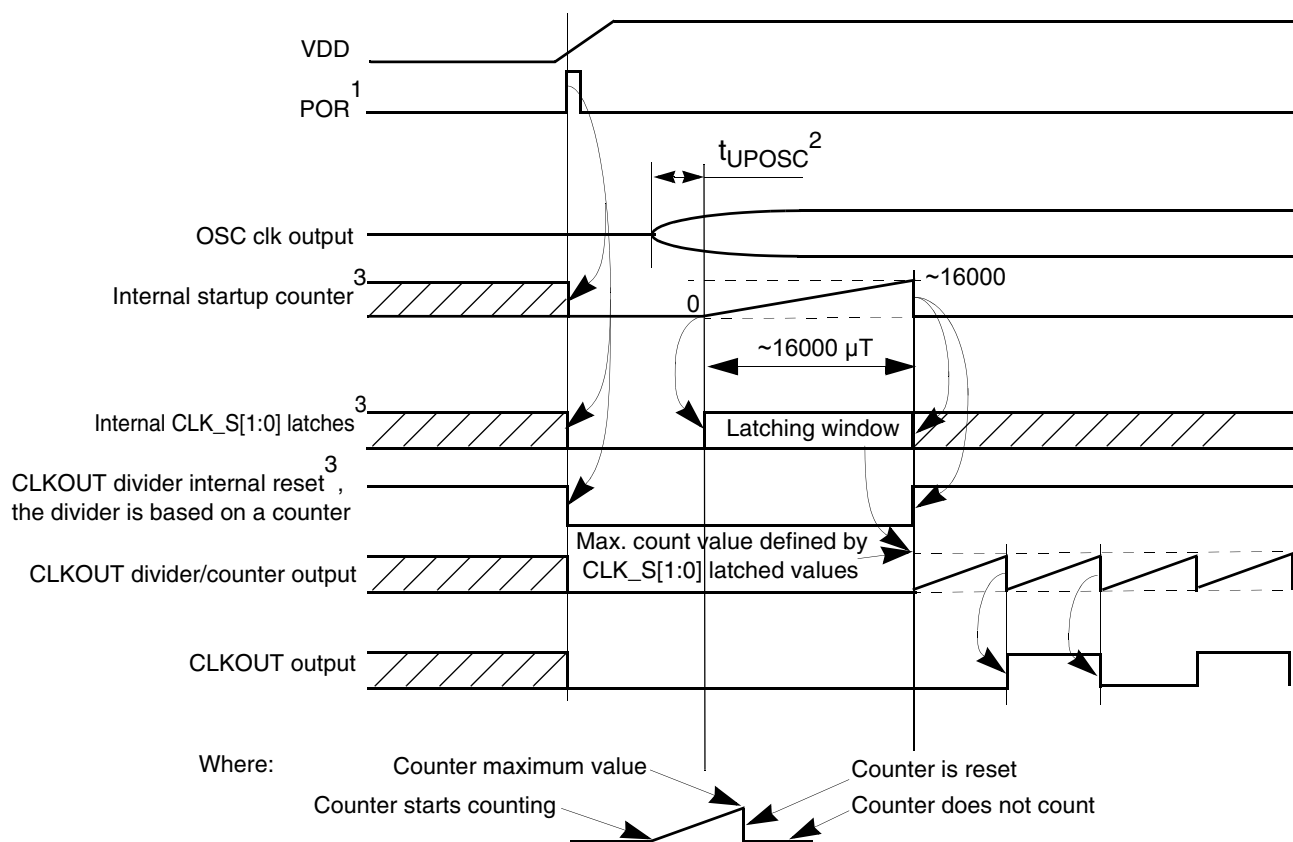 VDD
POR1
tUPOSC2
OSC clk output
Internal startup counter3
0
~16000
~16000 µT
Internal CLK_S[1:0] latches3
Latching window
CLKOUT divider internal reset3,
the divider is based on a counter
Max. count value defined by
CLK_S[1:0] latched values
CLKOUT divider/counter output
CLKOUT output
Where:
Counter maximum value
Counter is reset
Counter starts counting
Counter does not count